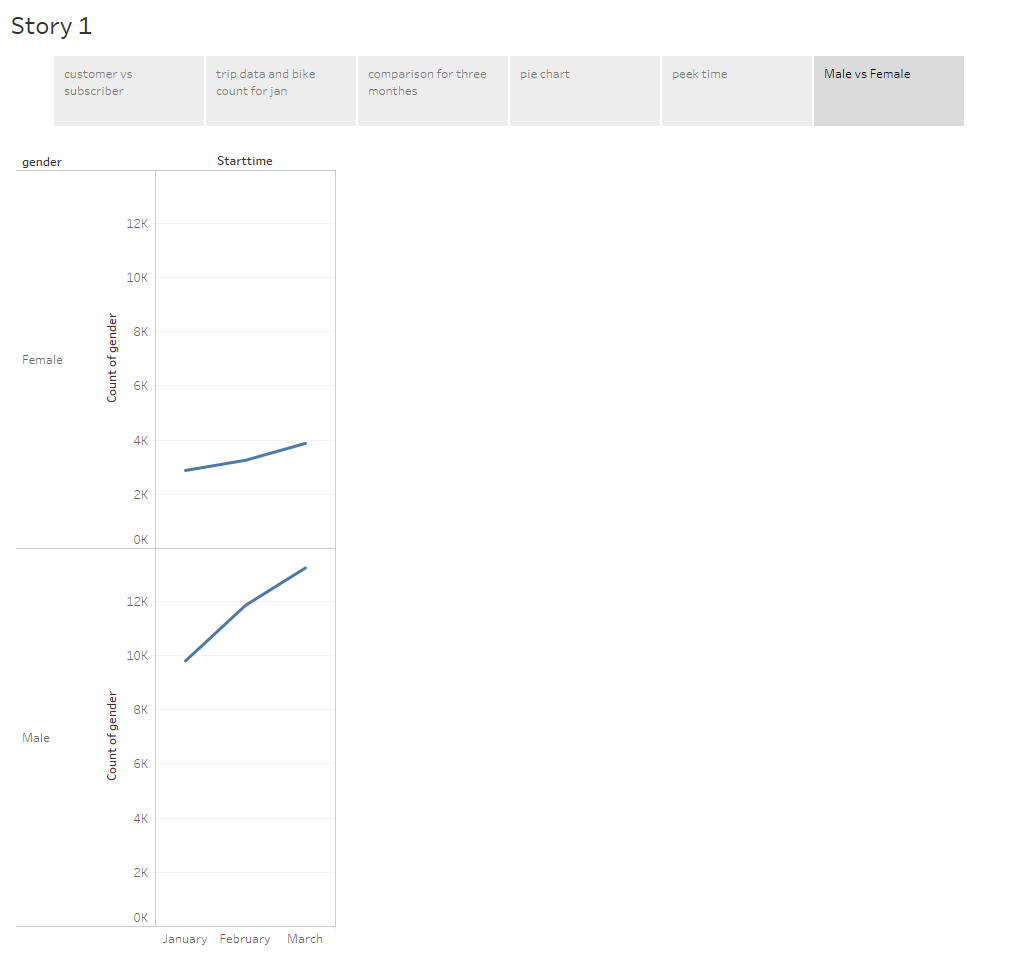 Story 1
customer vs
subscriber
trip data and bike
count for jan
comparison for three
monthes
pie chart
peek time
Male vs Female
gender
Starttime
12K
10K
8K
6K
4K
2K
0K
Count of gender
Female
12K
10K
8K
6K
4K
2K
0K
Count of gender
Male
January February March